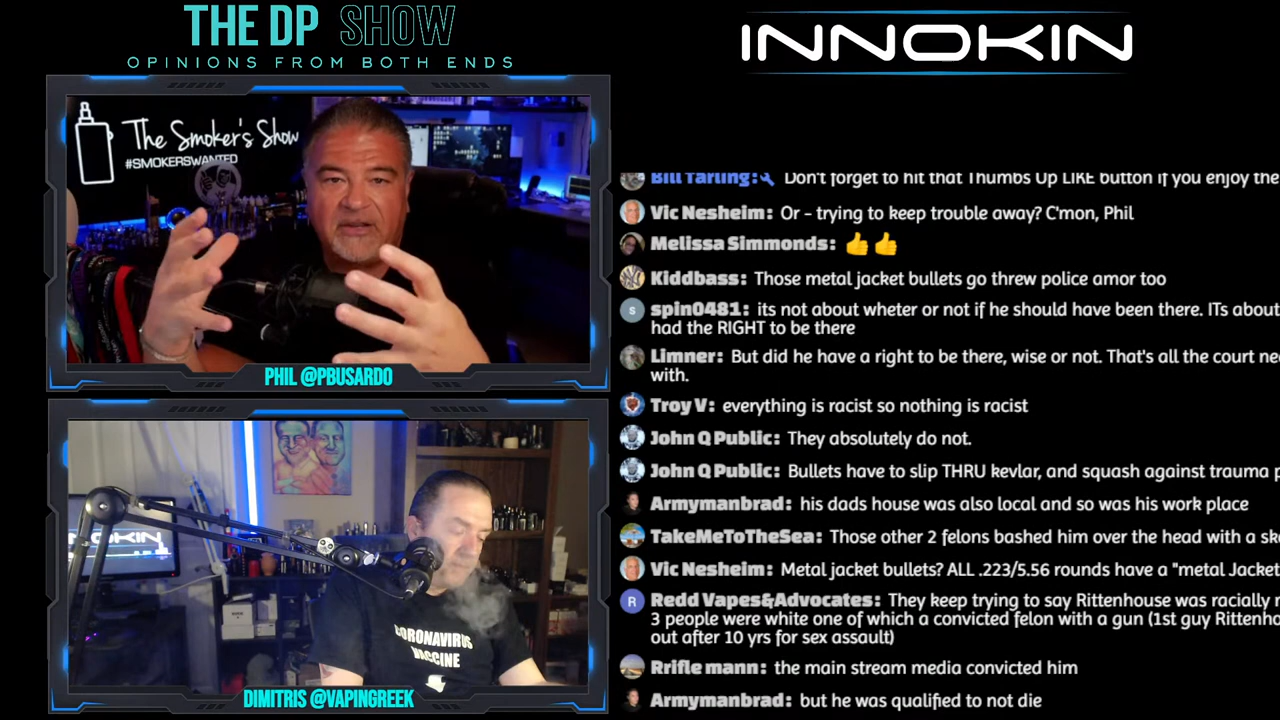 THE DP SHOW
OPINIONS FROM BOTH ENDS
INNOKIN
The Smoker's Show
#SMOKERSWANTED
PHIL @PBUSARDO
INNOKIN
CORONAVIRUS
VACCINE
DIMITRIS @VAPINGREEK
Bill Tarling: Don't forget to hit that Thumbs Up LIKE button if you enjoy the
Vic Nesheim: Or - trying to keep trouble away? C'mon, Phil
Melissa Simmonds: 👍👍
Kiddbass: Those metal jacket bullets go threw police amor too
S
spin0481: its not about wheter or not if he should have been there. ITs about
had the RIGHT to be there
Limner: But did he have a right to be there, wise or not. That's all the court
with.
Troy V: everything is racist so nothing is racist
John Q Public: They absolutely do not.
John Q Public: Bullets have to slip THRU kevlar, and squash against trauma
Armymanbrad: his dads house was also local and so was his work place
TakeMeToTheSea: Those other 2 felons bashed him over the head with a
Vic Nesheim: Metal jacket bullets? ALL .223/5.56 rounds have a "metal Jacket
R
Redd Vapes&Advocates: They keep trying to say Rittenhouse was racially
3 people were white one of which a convicted felon with a gun (1st guy
out after 10 yrs for sex assault)
Rrifle mann: the main stream media convicted him
Armymanbrad: but he was qualified to not die